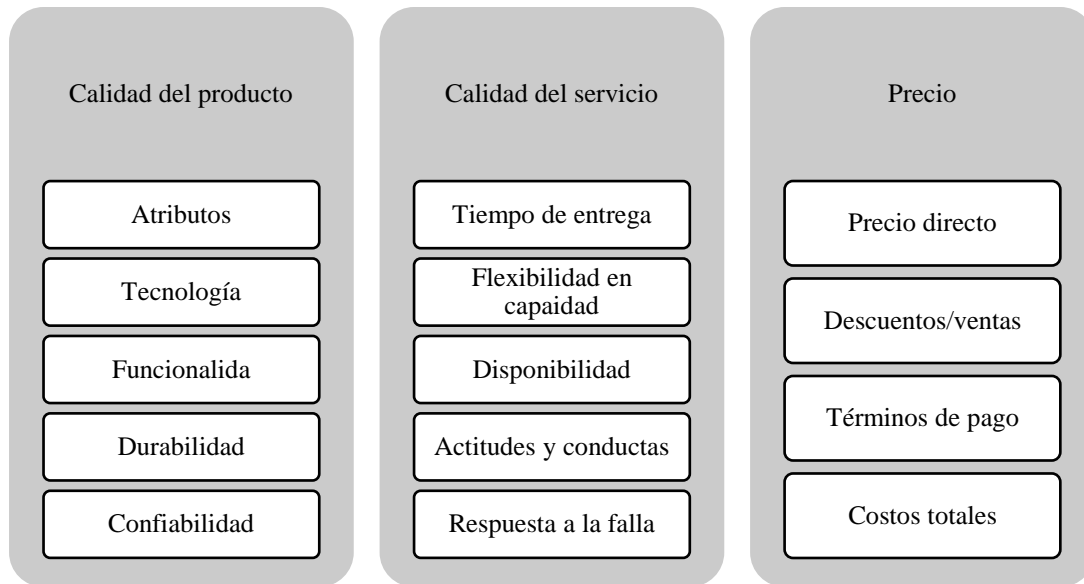 Calidad del producto
Atributos
Tecnología
Funcionalida
Durabilidad
Confiabilidad
Calidad del servicio
Tiempo de entrega
Flexibilidad en
capaidad
Disponibilidad
Actitudes y conductas
Respuesta a la falla
Precio
Precio directo
Descuentos/ventas
Términos de pago
Costos totales